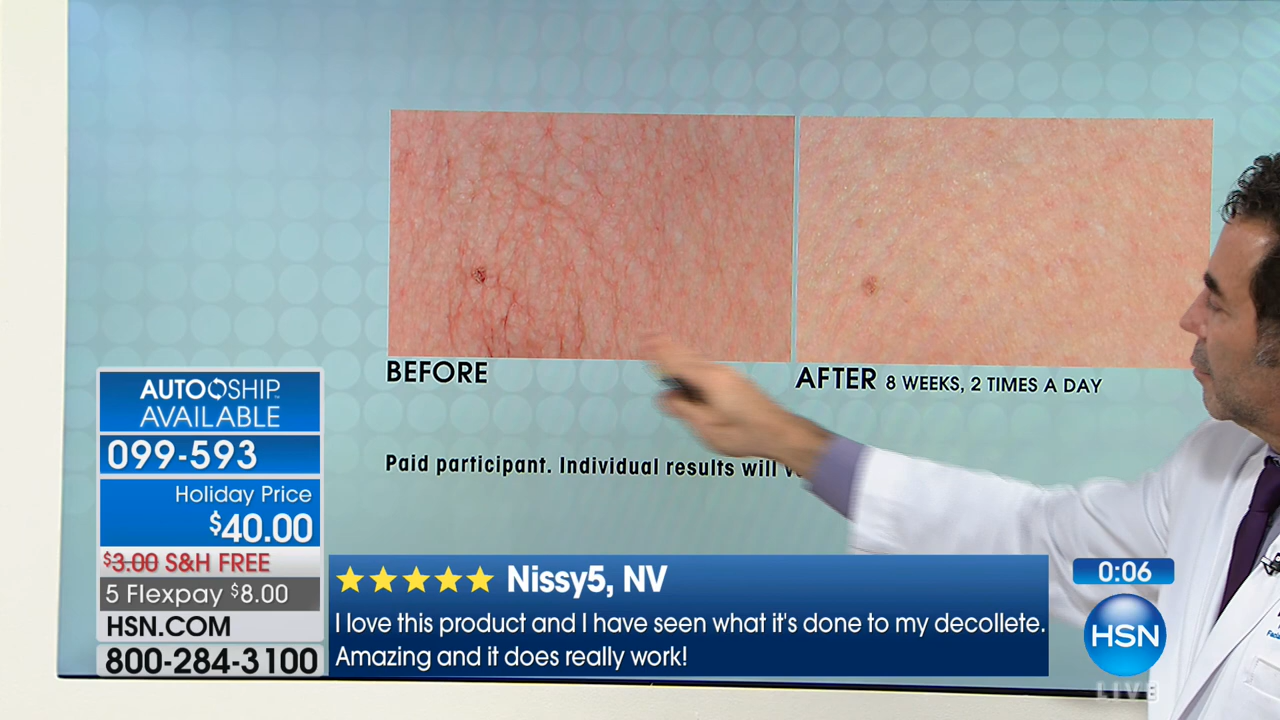 BEFORE
AFTER 8 WEEKS, 2 TIMES A DAY
Paid participant. Individual results will
AUTOSHIP
AVAILABLE
099-593
Holiday Price
$40.00
$3.00 S&H FREE
5 Flexpay $8.00
HSN.COM
800-284-3100
Nissy5, NV
I love this product and I have seen what it's done to my decollete.
Amazing and it does really work!
0:06
HSN
LIVE